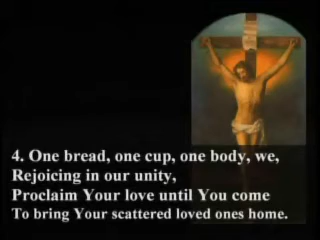 4. One bread, one cup, one body, we,
Rejoicing in our unity,
Proclaim Your love until You come
To bring Your scattered loved ones home.